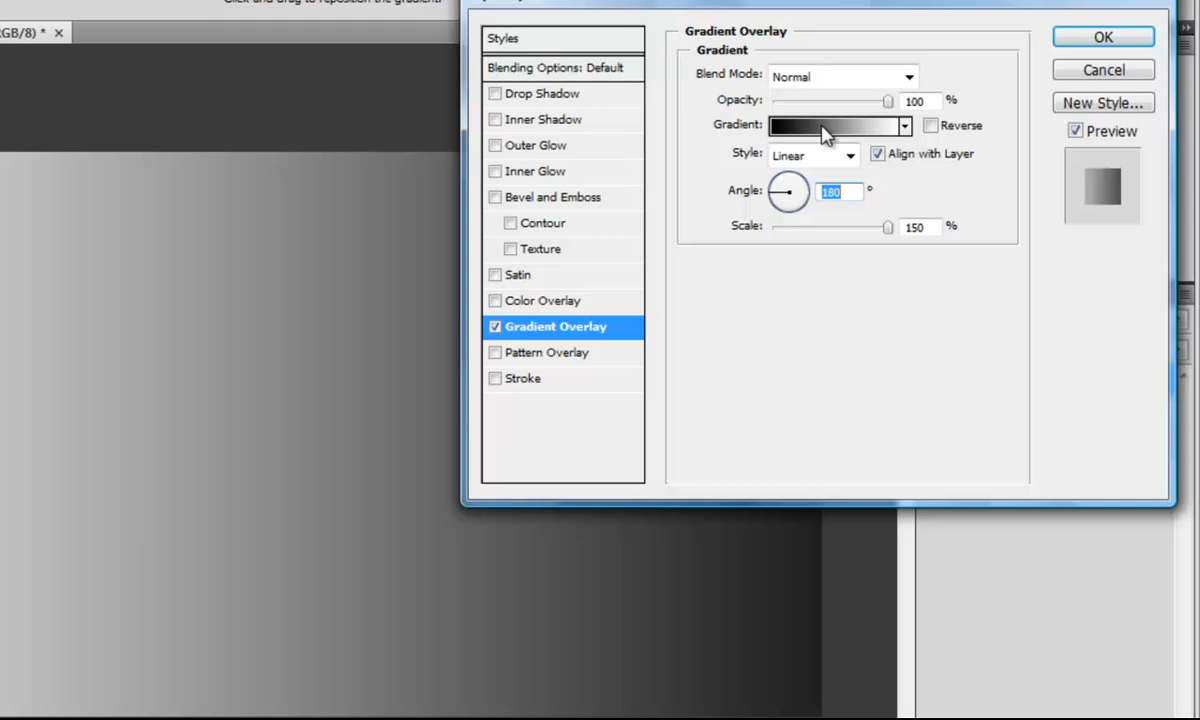 Click and drag to reposition the gradient.
RGB/8) * ×
Styles
Blending Options: Default
Drop Shadow
Inner Shadow
Outer Glow
Inner Glow
Bevel and Emboss
Contour
Texture
Satin
Color Overlay
Gradient Overlay
Pattern Overlay
Stroke
Gradient Overlay
Gradient
Blend Mode: Normal
Opacity: 100 %
Gradient: Reverse
Style: Linear Align with Layer
Angle: 180 °
Scale: 150 %
OK
Cancel
New Style...
Preview